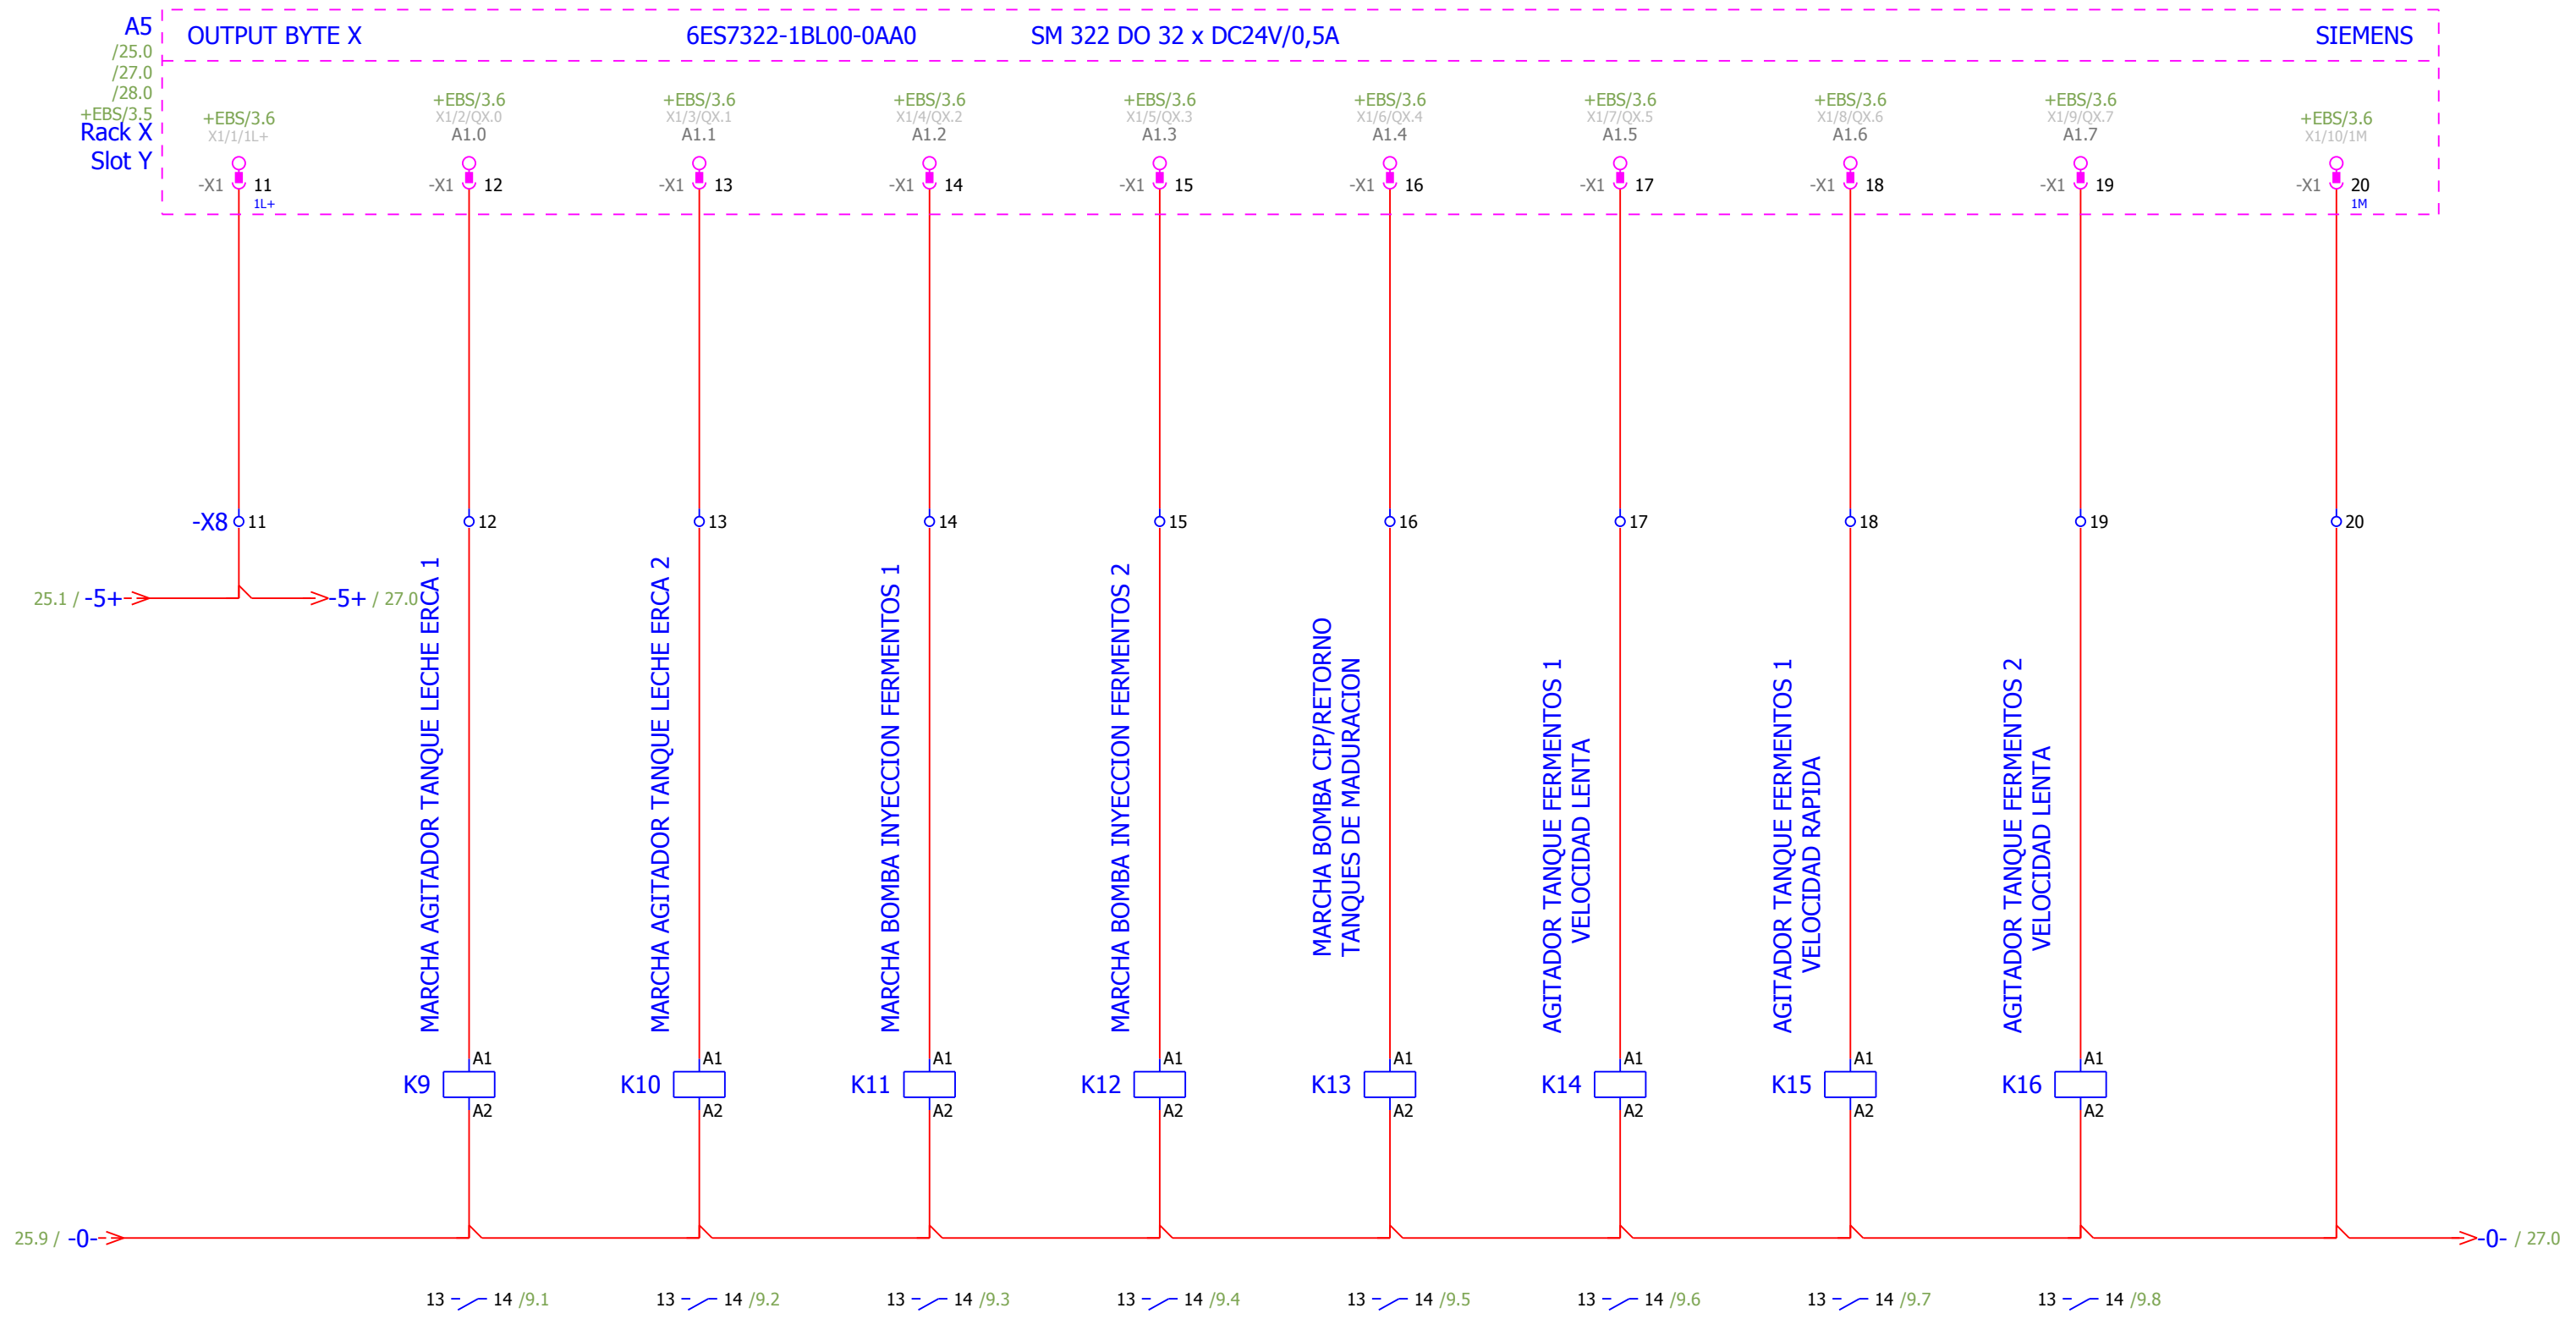 A5
OUTPUT BYTE X 6ES7322-1BL00-0AA0 SM 322 DO 32 x DC24V/0,5A SIEMENS
/25.0
/27.0
/28.0
+EBS/3.5
Rack X
Slot Y
+EBS/3.6 +EBS/3.6 +EBS/3.6 +EBS/3.6 +EBS/3.6 +EBS/3.6 +EBS/3.6 +EBS/3.6 +EBS/3.6 +EBS/3.6
X1/1/1L+ X1/2/QX.0 X1/3/QX.1 X1/4/QX.2 X1/5/QX.3 X1/6/QX.4 X1/7/QX.5 X1/8/QX.6 X1/9/QX.7 X1/10/1M
A1.0 A1.1 A1.2 A1.3 A1.4 A1.5 A1.6 A1.7
-X1 11 -X1 12 -X1 13 -X1 14 -X1 15 -X1 16 -X1 17 -X1 18 -X1 19 -X1 20
1L+ 1M
-X8 11 12 13 14 15 16 17 18 19 20
25.1 / -5+ -5+ / 27.0
MARCHA AGITADOR TANQUE LECHE ERCA 1
MARCHA AGITADOR TANQUE LECHE ERCA 2
MARCHA BOMBA INYECCION FERMENTOS 1
MARCHA BOMBA INYECCION FERMENTOS 2
MARCHA BOMBA CIP/RETORNO
TANQUES DE MADURACION
AGITADOR TANQUE FERMENTOS 1
VELOCIDAD LENTA
AGITADOR TANQUE FERMENTOS 1
VELOCIDAD RAPIDA
AGITADOR TANQUE FERMENTOS 2
VELOCIDAD LENTA
A1 A1 A1 A1 A1 A1 A1 A1
K9 K10 K11 K12 K13 K14 K15 K16
A2 A2 A2 A2 A2 A2 A2 A2
25.9 / -0- -0- / 27.0
13 14 /9.1 13 14 /9.2 13 14 /9.3 13 14 /9.4 13 14 /9.5 13 14 /9.6 13 14 /9.7 13 14 /9.8